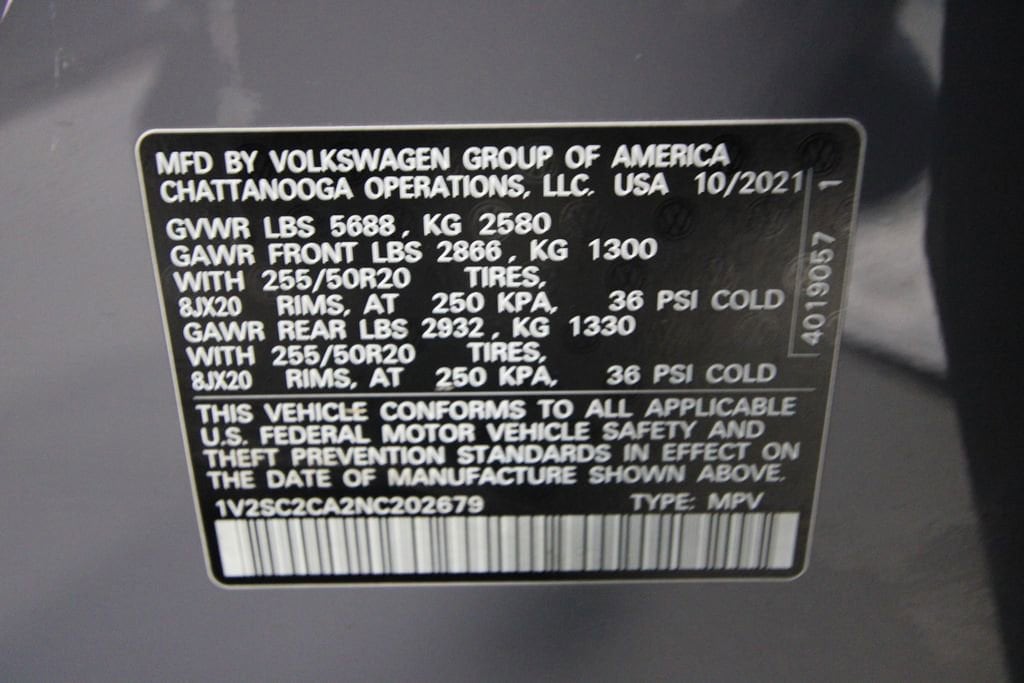 MFD BY VOLKSWAGEN GROUP OF AMERICA
CHATTANOOGA OPERATIONS, LLC. USA 10/2021
GVWR LBS 5688, KG 2580
GAWR FRONT LBS 2866, KG 1300
WITH 255/50R20 TIRES,
8JX20 RIMS, AT 250 KPA, 36 PSI COLD
GAWR REAR LBS 2932, KG 1330
WITH 255/50R20 TIRES,
8JX20 RIMS, AT 250 KPA, 36 PSI COLD
4019057 1
THIS VEHICLE CONFORMS TO ALL APPLICABLE
U.S. FEDERAL MOTOR VEHICLE SAFETY AND
THEFT PREVENTION STANDARDS IN EFFECT ON
THE DATE OF MANUFACTURE SHOWN ABOVE.
1V2SC2CA2NC202679 TYPE: MPV